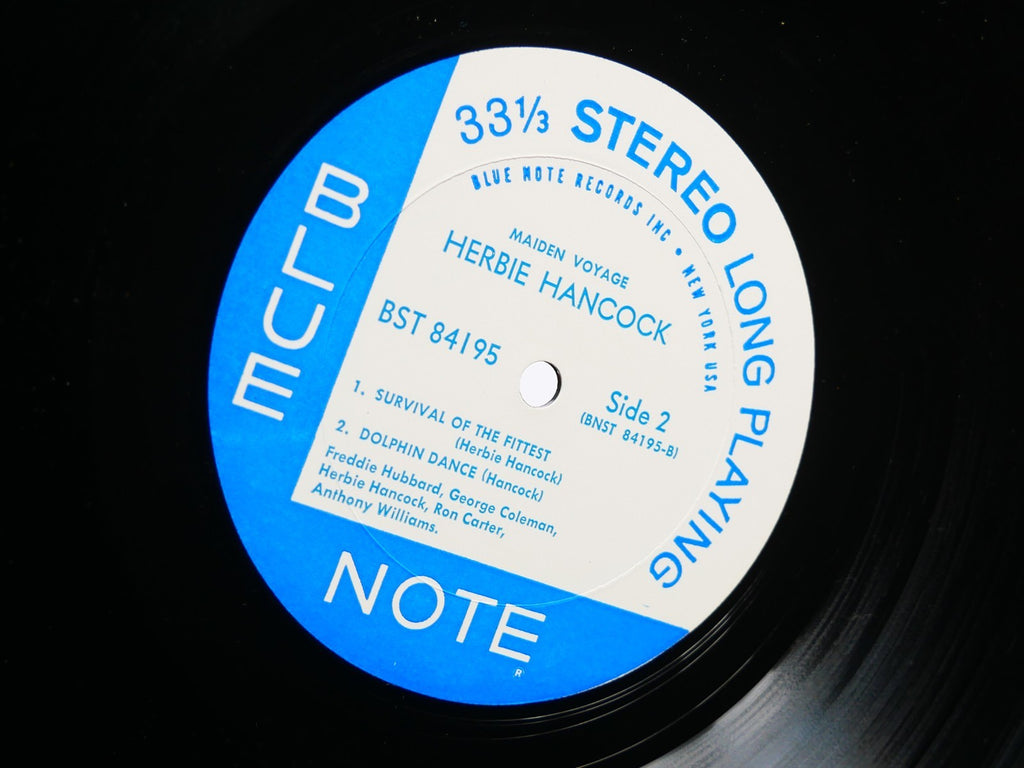 33 1/3 STEREO LONG PLAYING
BLUE NOTE RECORDS INC • NEW YORK USA
MAIDEN VOYAGE
HERBIE HANCOCK
BST 84195
Side 2
(BNST 84195-B)
1. SURVIVAL OF THE FITTEST
(Herbie Hancock)
2. DOLPHIN DANCE (Hancock)
Freddie Hubbard, George Coleman,
Herbie Hancock, Ron Carter,
Anthony Williams.
BLUE
NOTE
®